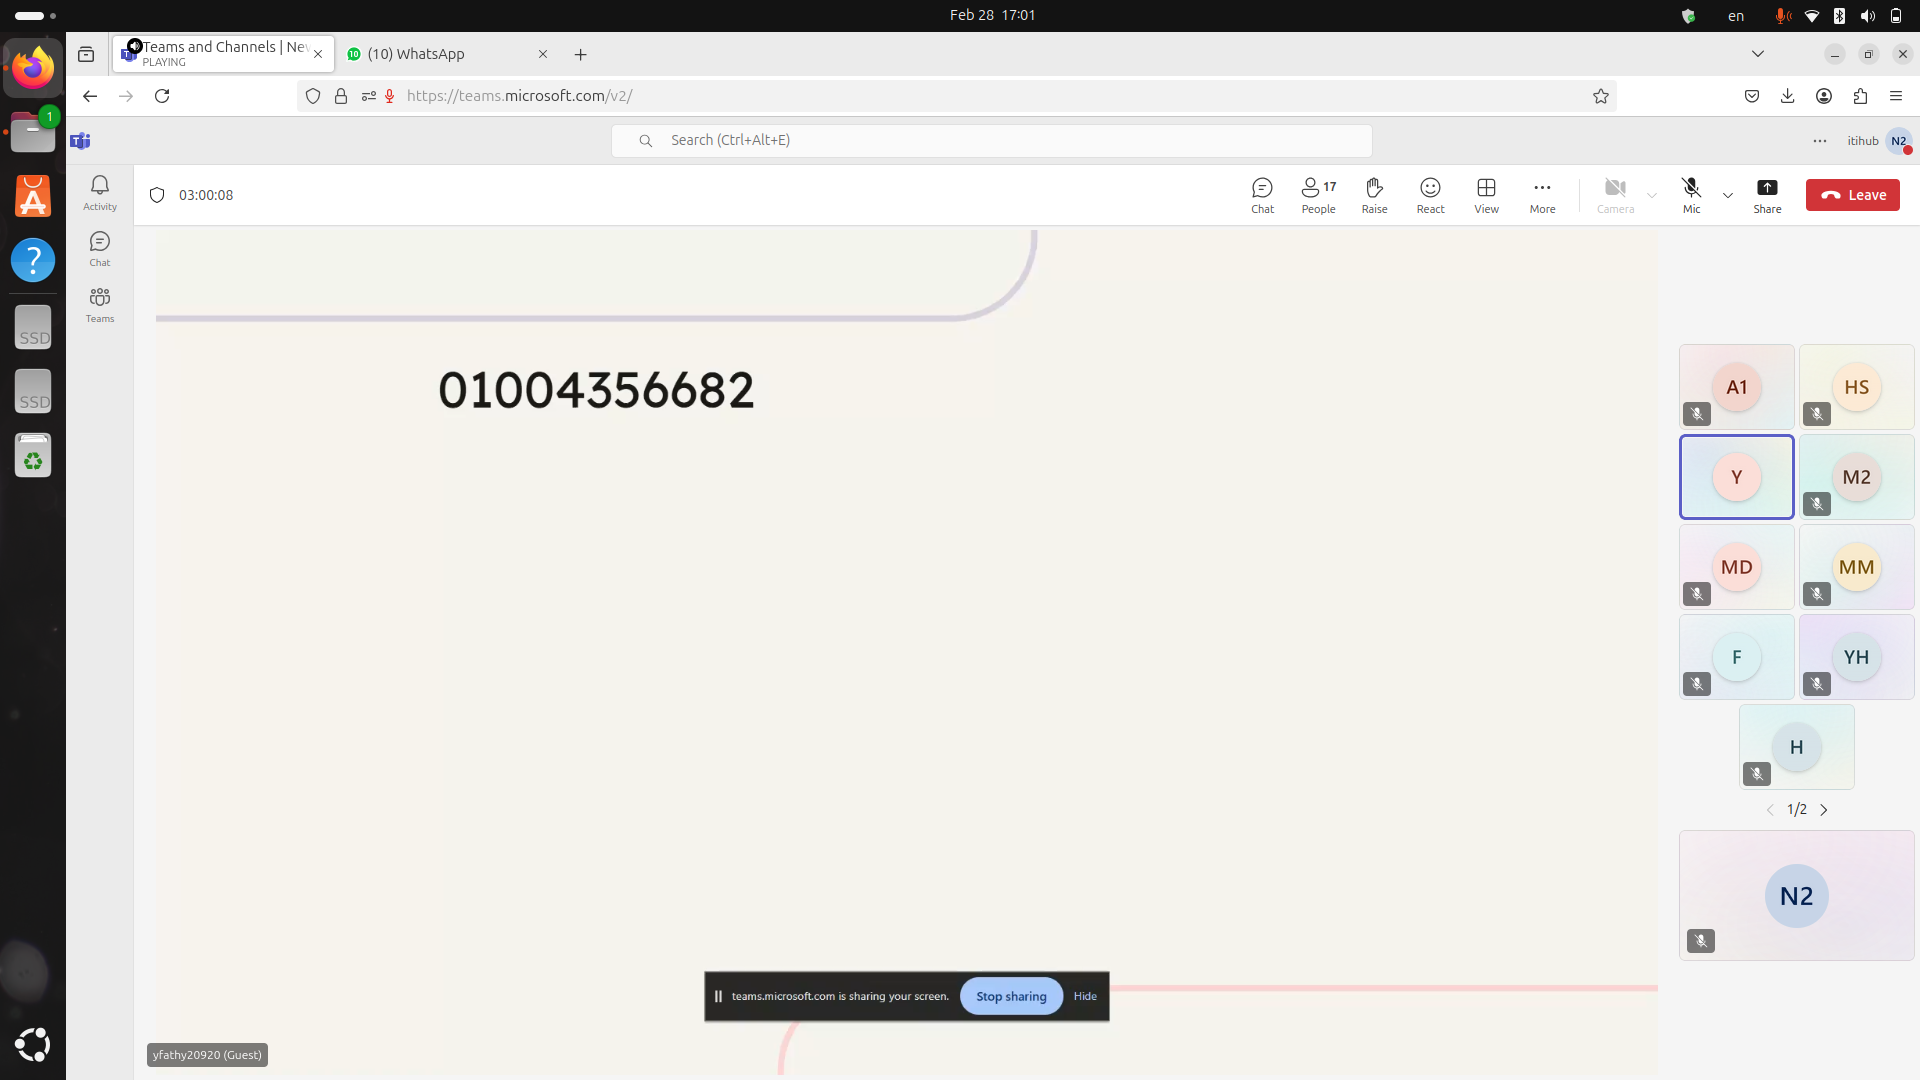 Feb 28 17:01
en
Teams and Channels | Nev
PLAYING
(10) WhatsApp
https://teams.microsoft.com/v2/
1
Search (Ctrl+Alt+E)
itihub
N2
Activity
Chat
Teams
03:00:08
Chat
17
People
Raise
React
View
More
Camera
Mic
Share
Leave
01004356682
A1
HS
Y
M2
MD
MM
F
YH
H
1/2
N2
SSD
SSD
teams.microsoft.com is sharing your screen.
Stop sharing
Hide
yfathy20920 (Guest)